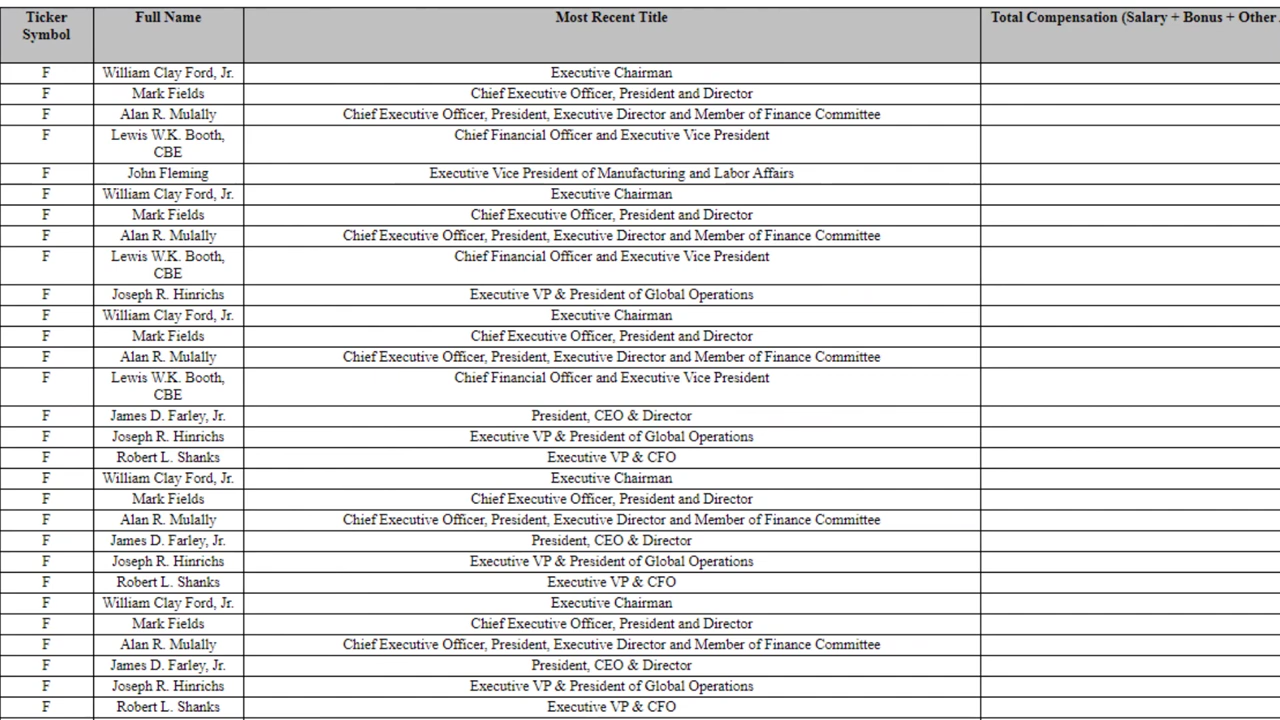 Ticker Symbol Full Name Most Recent Title Total Compensation (Salary + Bonus + Other
F William Clay Ford, Jr. Executive Chairman
F Mark Fields Chief Executive Officer, President and Director
F Alan R. Mulally Chief Executive Officer, President, Executive Director and Member of Finance Committee
F Lewis W.K. Booth, CBE Chief Financial Officer and Executive Vice President
F John Fleming Executive Vice President of Manufacturing and Labor Affairs
F William Clay Ford, Jr. Executive Chairman
F Mark Fields Chief Executive Officer, President and Director
F Alan R. Mulally Chief Executive Officer, President, Executive Director and Member of Finance Committee
F Lewis W.K. Booth, CBE Chief Financial Officer and Executive Vice President
F Joseph R. Hinrichs Executive VP & President of Global Operations
F William Clay Ford, Jr. Executive Chairman
F Mark Fields Chief Executive Officer, President and Director
F Alan R. Mulally Chief Executive Officer, President, Executive Director and Member of Finance Committee
F Lewis W.K. Booth, CBE Chief Financial Officer and Executive Vice President
F James D. Farley, Jr. President, CEO & Director
F Joseph R. Hinrichs Executive VP & President of Global Operations
F Robert L. Shanks Executive VP & CFO
F William Clay Ford, Jr. Executive Chairman
F Mark Fields Chief Executive Officer, President and Director
F Alan R. Mulally Chief Executive Officer, President, Executive Director and Member of Finance Committee
F James D. Farley, Jr. President, CEO & Director
F Joseph R. Hinrichs Executive VP & President of Global Operations
F Robert L. Shanks Executive VP & CFO
F William Clay Ford, Jr. Executive Chairman
F Mark Fields Chief Executive Officer, President and Director
F Alan R. Mulally Chief Executive Officer, President, Executive Director and Member of Finance Committee
F James D. Farley, Jr. President, CEO & Director
F Joseph R. Hinrichs Executive VP & President of Global Operations
F Robert L. Shanks Executive VP & CFO